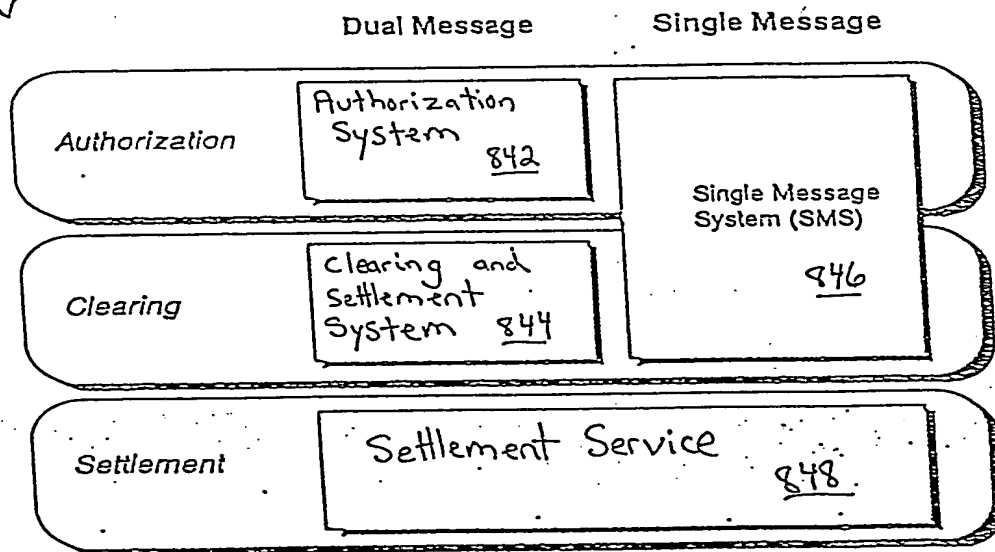 Dual Message Single Message
Authorization
Authorization
System
842
Single Message
System (SMS)
846
Clearing
Clearing and
Settlement
System 844
Settlement
Settlement Service
848